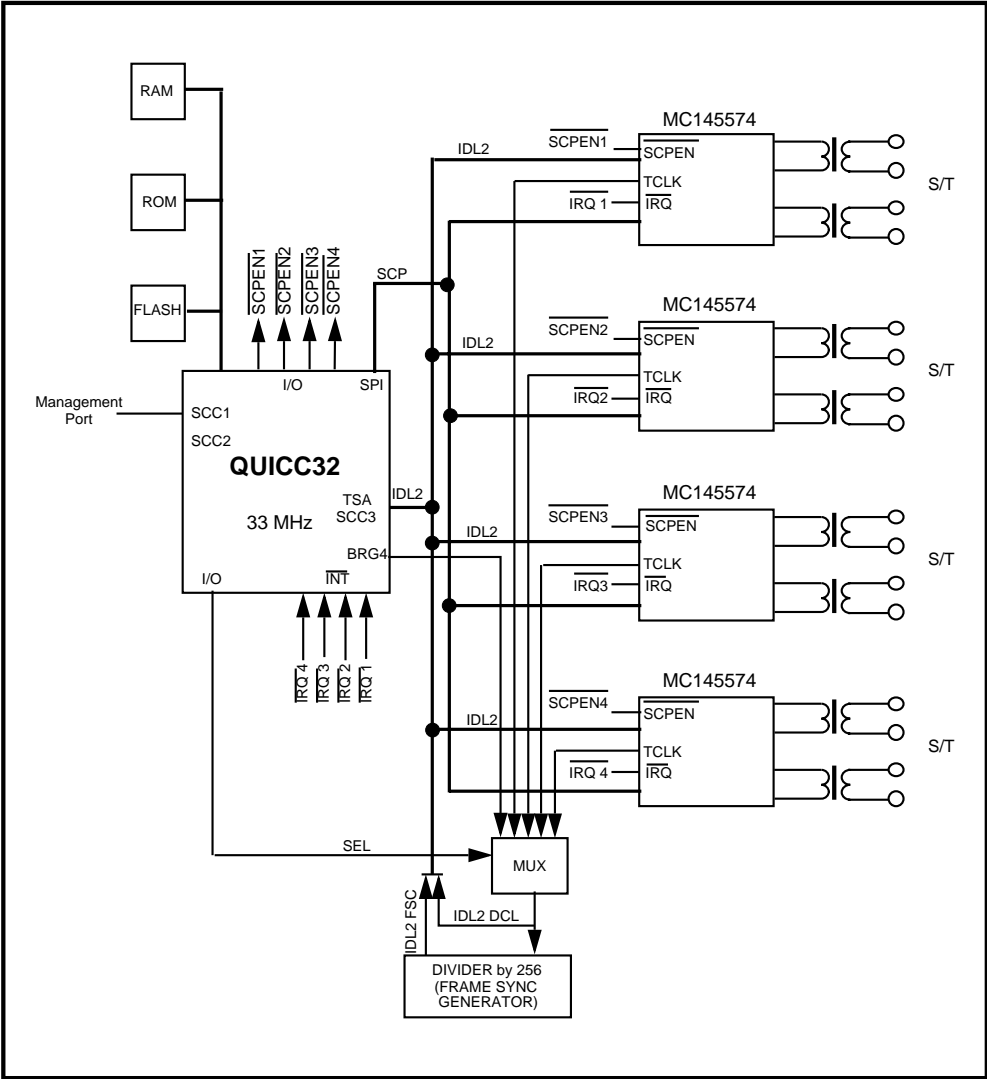 RAM
ROM
FLASH
SCPEN1
SCPEN2
SCPEN3
SCPEN4
SCP
I/O
SPI
Management
Port
SCC1
SCC2
QUICC32
33 MHz
TSA
SCC3
IDL2
BRG4
I/O
INT
IRQ 4
IRQ 3
IRQ 2
IRQ 1
MC145574
IDL2
SCPEN1
SCPEN
TCLK
IRQ 1
IRQ
S/T
MC145574
IDL2
SCPEN2
SCPEN
TCLK
IRQ2
IRQ
S/T
MC145574
IDL2
SCPEN3
SCPEN
TCLK
IRQ3
IRQ
S/T
MC145574
IDL2
SCPEN4
SCPEN
TCLK
IRQ 4
IRQ
S/T
SEL
MUX
IDL2 FSC
IDL2 DCL
DIVIDER by 256
(FRAME SYNC
GENERATOR)